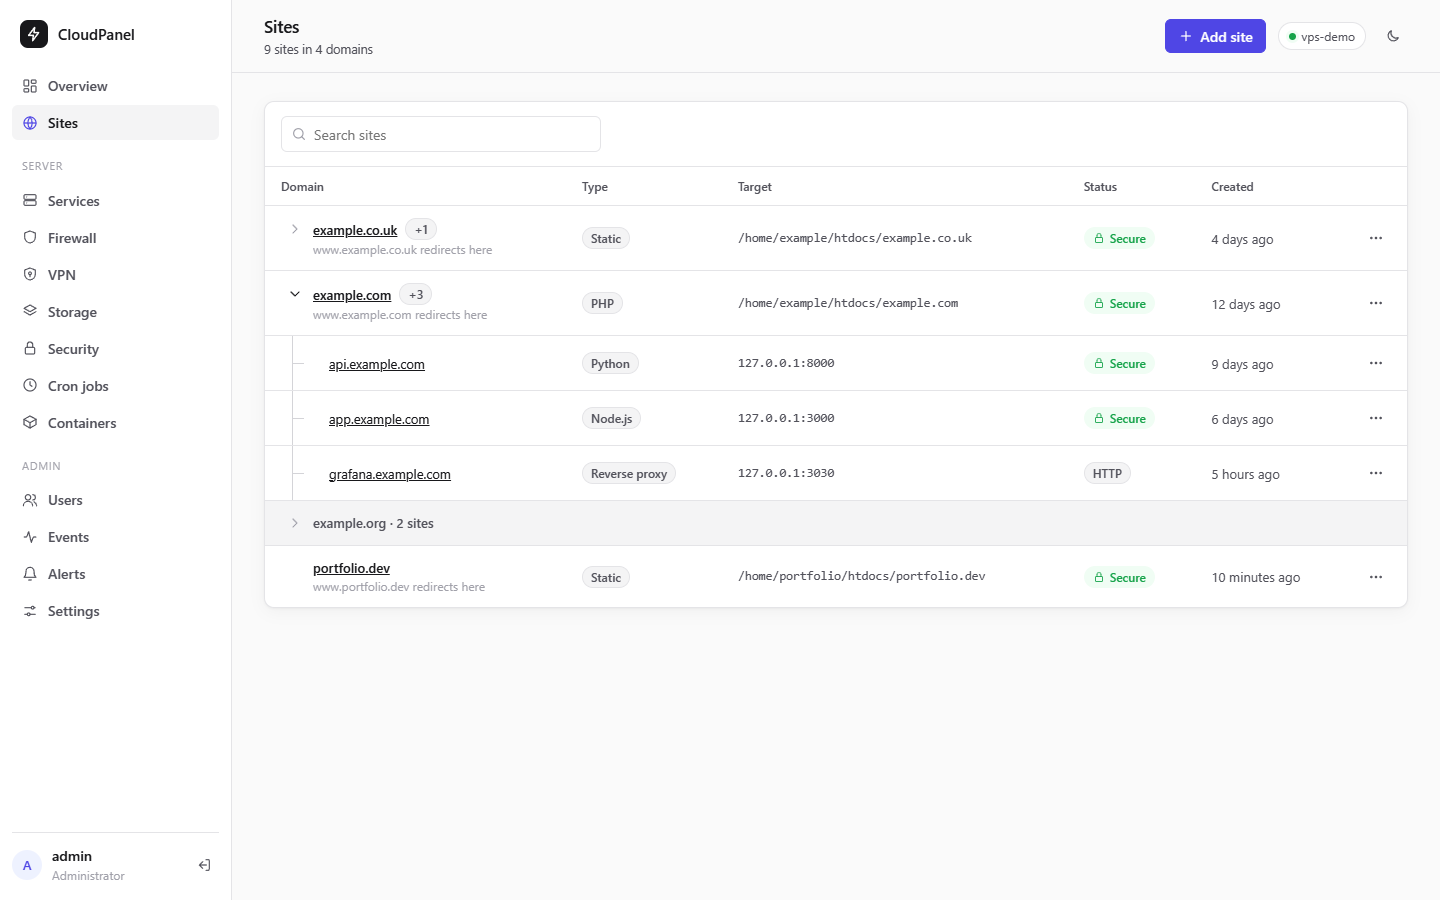 CloudPanel
Overview
Sites
SERVER
Services
Firewall
VPN
Storage
Security
Cron jobs
Containers
ADMIN
Users
Events
Alerts
Settings
A
admin
Administrator
Sites
9 sites in 4 domains
Add site
vps-demo
Search sites
Domain Type Target Status Created
example.co.uk +1
www.example.co.uk redirects here
Static /home/example/htdocs/example.co.uk Secure 4 days ago
example.com +3
www.example.com redirects here
PHP /home/example/htdocs/example.com Secure 12 days ago
api.example.com Python 127.0.0.1:8000 Secure 9 days ago
app.example.com Node.js 127.0.0.1:3000 Secure 6 days ago
grafana.example.com Reverse proxy 127.0.0.1:3030 HTTP 5 hours ago
example.org · 2 sites
portfolio.dev
www.portfolio.dev redirects here
Static /home/portfolio/htdocs/portfolio.dev Secure 10 minutes ago